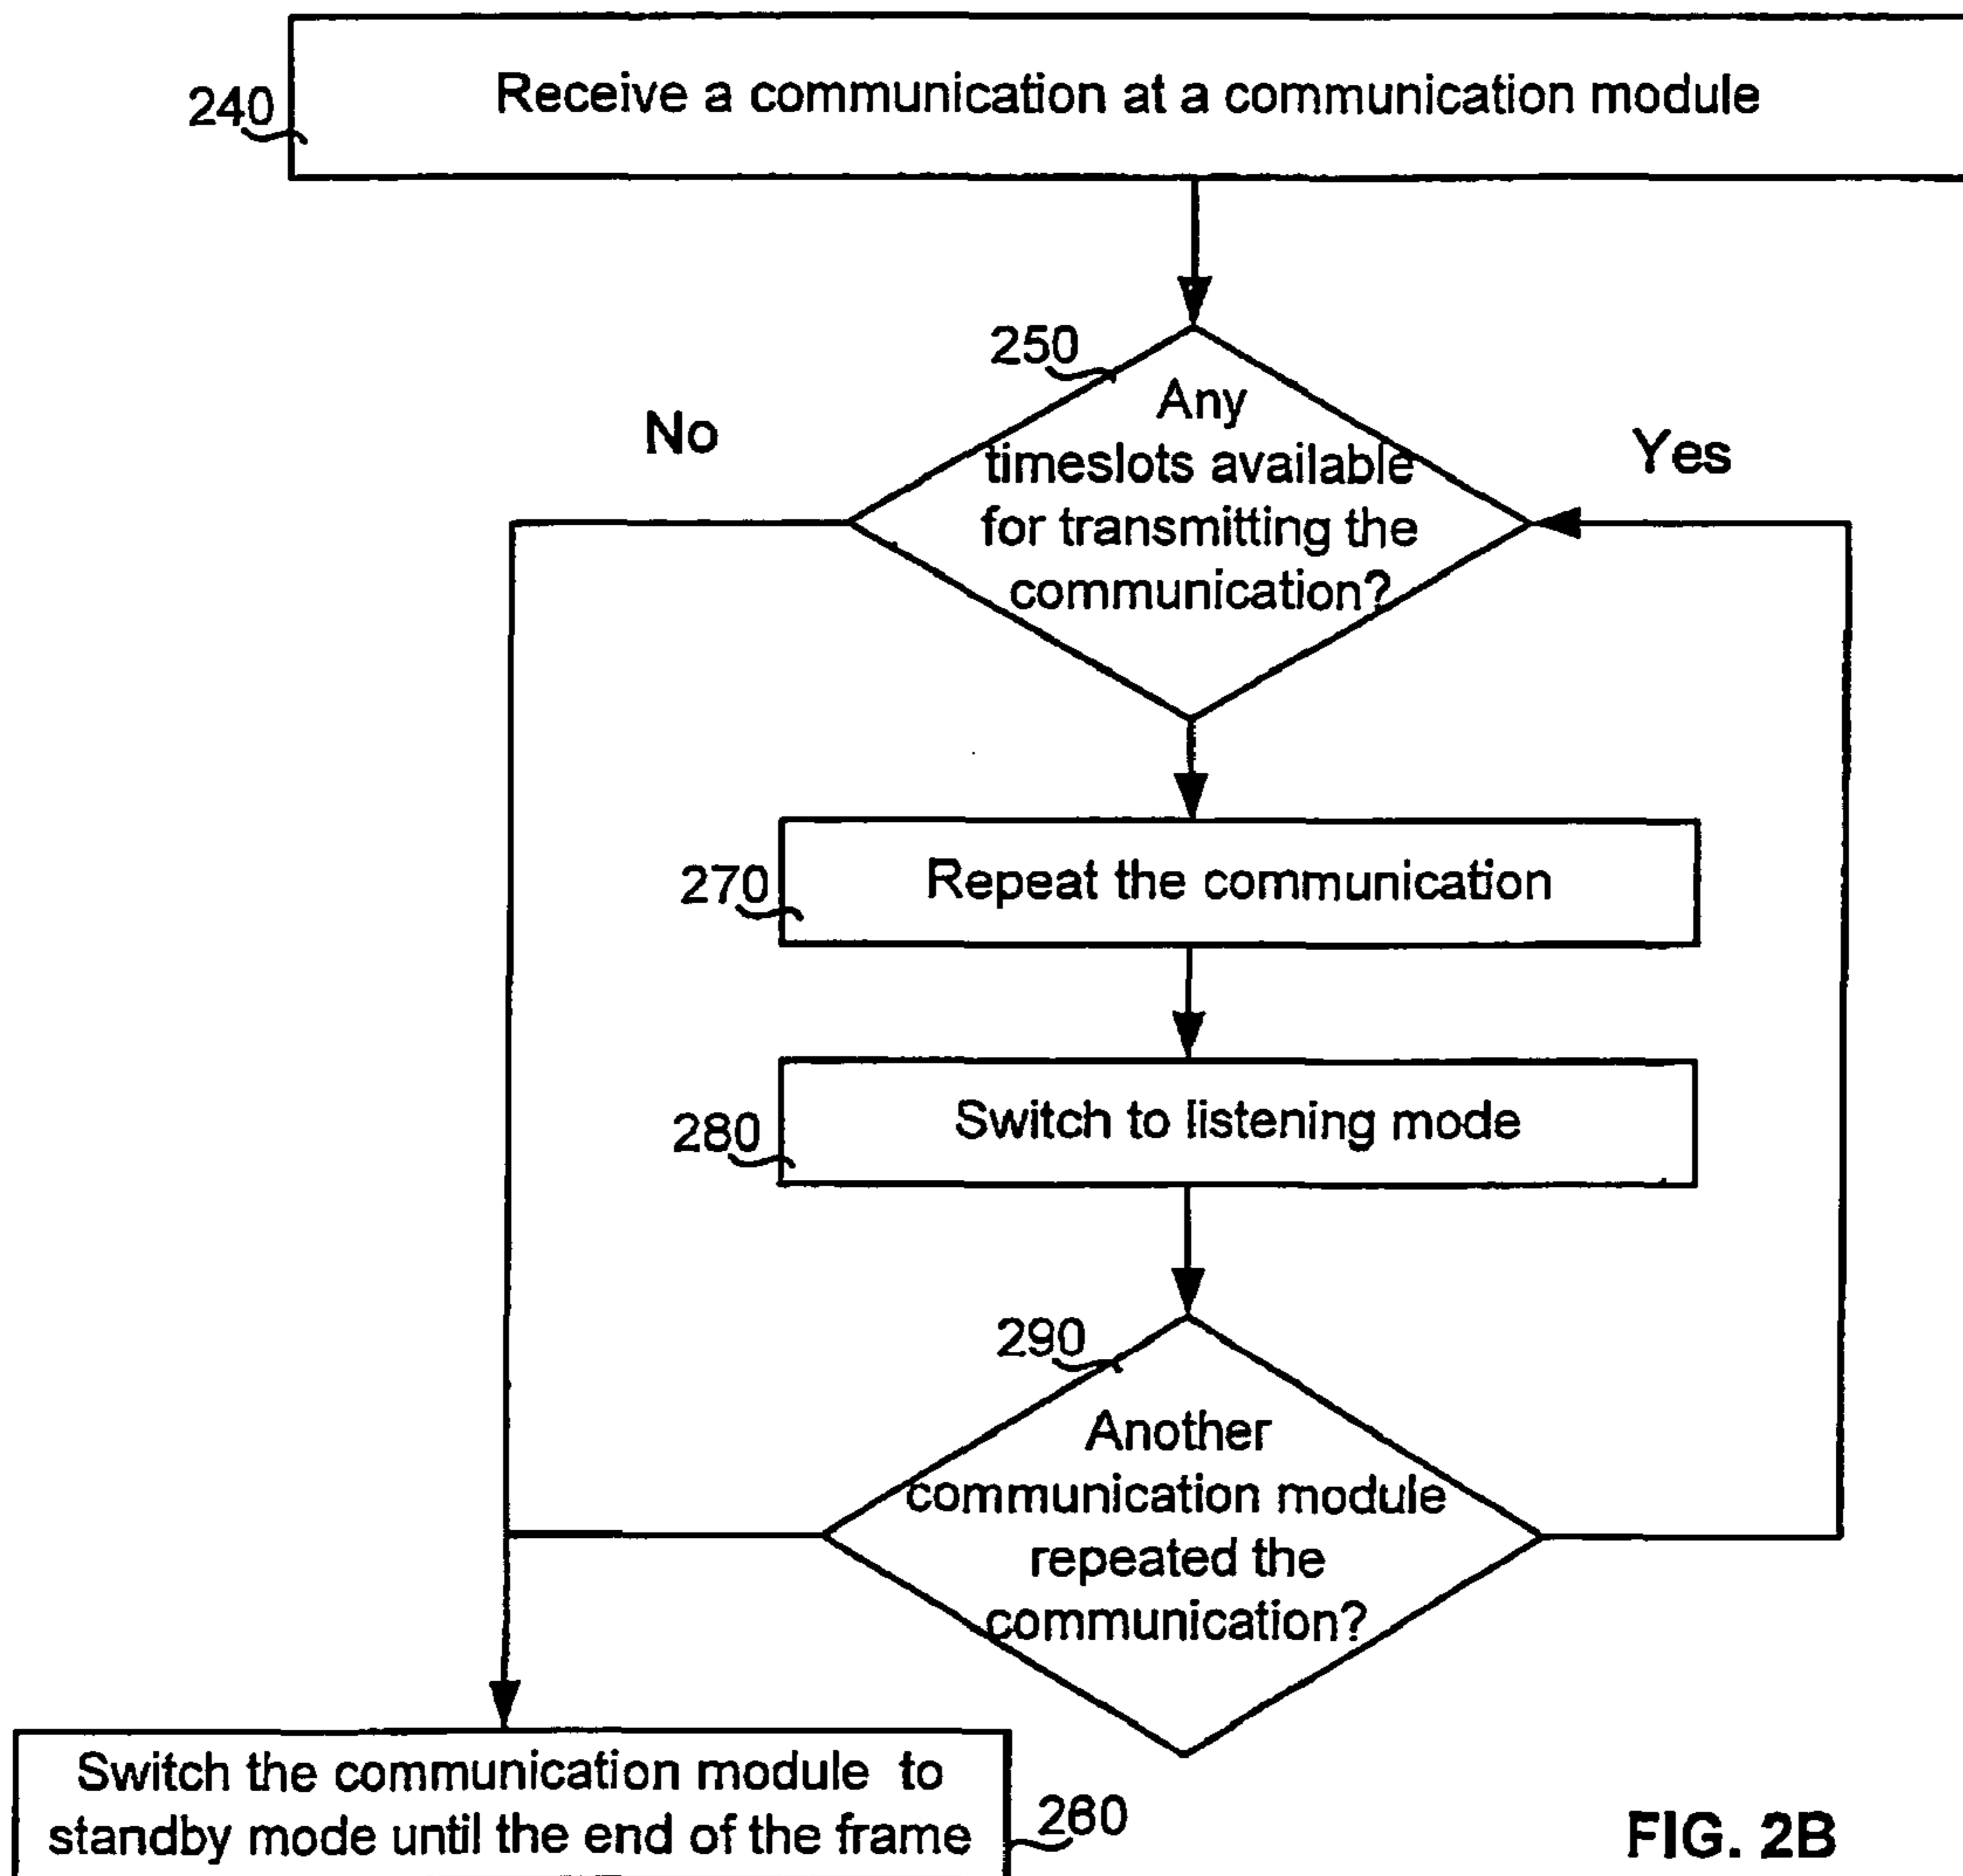 240
Receive a communication at a communication module
250
Any
timeslots available
for transmitting the
communication?
No
Yes
270
Repeat the communication
280
Switch to listening mode
290
Another
communication module
repeated the
communication?
Switch the communication module to
standby mode until the end of the frame
260
FIG. 2B